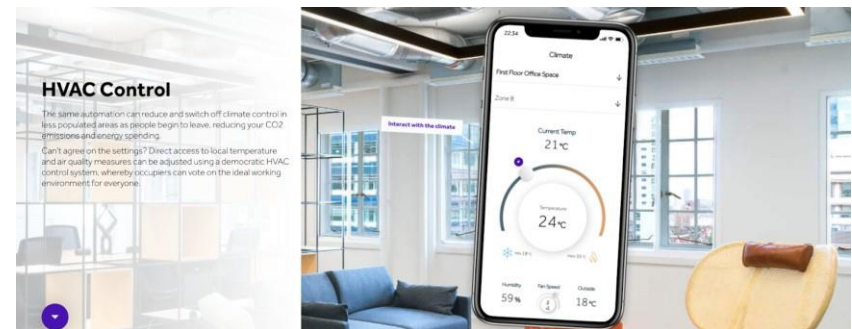 HVAC Control
The same automation can reduce and switch off climate control in
less populated areas as people begin to leave, reducing your CO2
emissions and energy spending.
Can't agree on the settings? Direct access to local temperature
and air quality measures can be adjusted using a democratic HVAC
control system, whereby occupiers can vote on the ideal working
environment for everyone.
Interact with the climate
22:34
Climate
First Floor Office Space
Zone B
Current Temp
21°C
Temperature
24°C
Min 18°C
Humidity
Fan Speed
Outside
59%
18°C